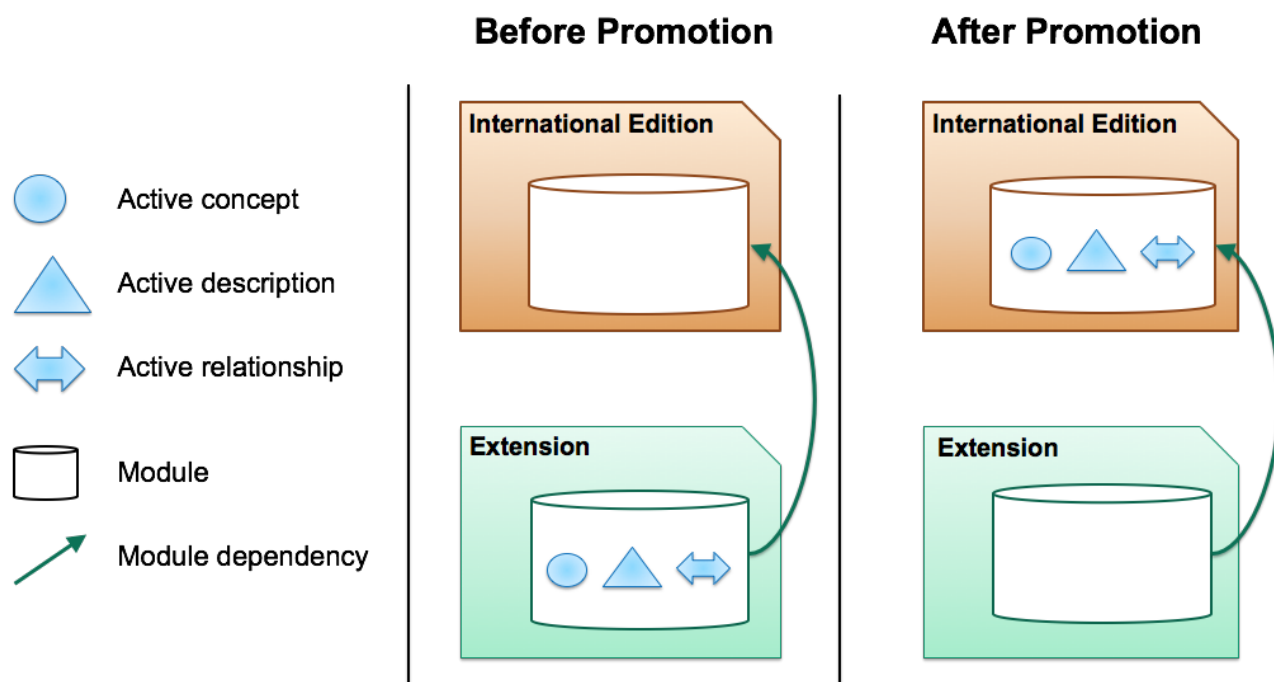 Before Promotion
After Promotion
Active concept
Active description
Active relationship
Module
Module dependency
International Edition
Extension
International Edition
Extension